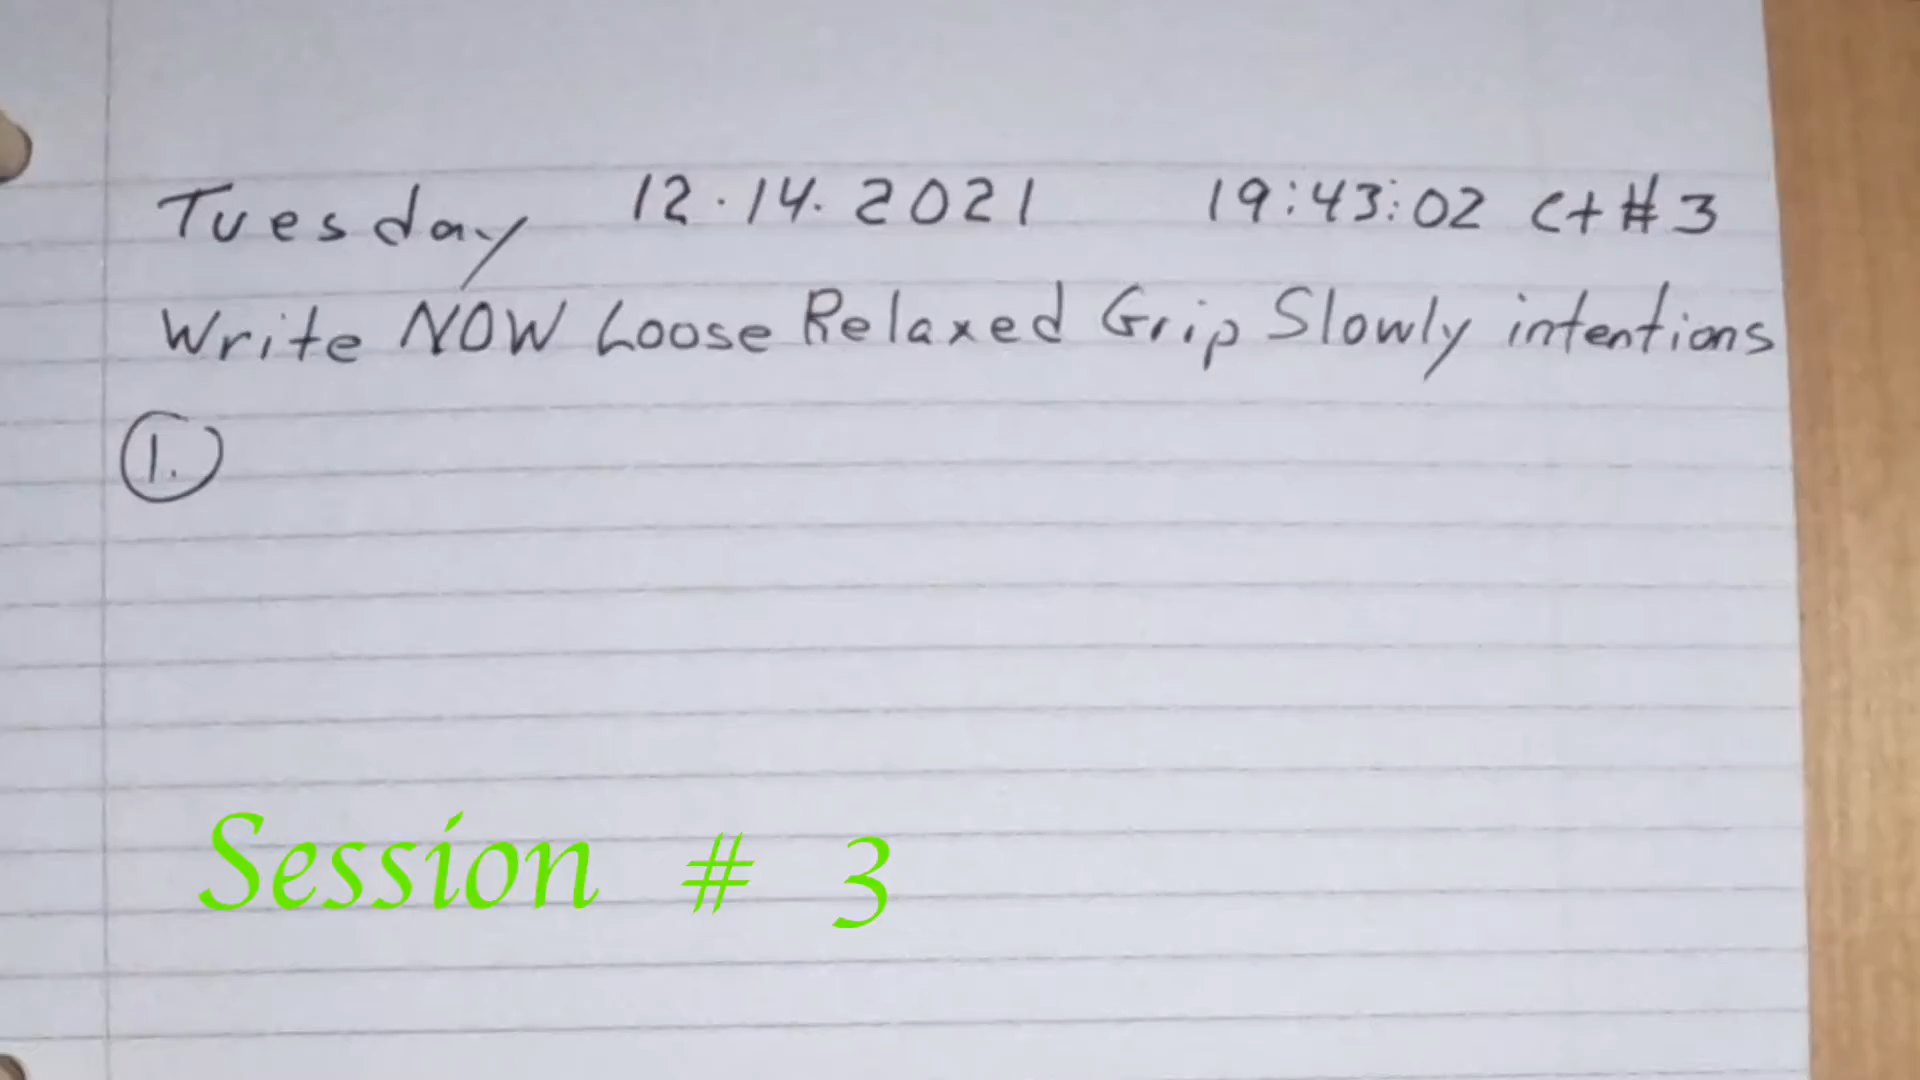 Tuesday 12.14.2021 19:43:02 Ct#3
Write NOW Loose Relaxed Grip Slowly intentions
1.
Session # 3